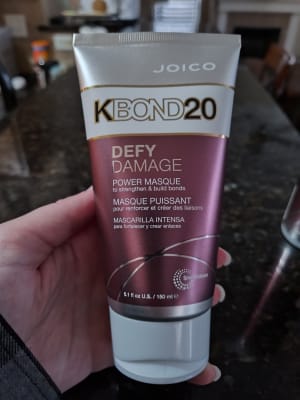 JOICO
KBOND20
DEFY
DAMAGE
POWER MASQUE
to strengthen & build bonds
MASQUE PUISSANT
pour renforcer et créer des liaisons
MASCARILLA INTENSA
para fortalecer y crear enlaces
5.1 fl oz U.S. / 150 ml ℮